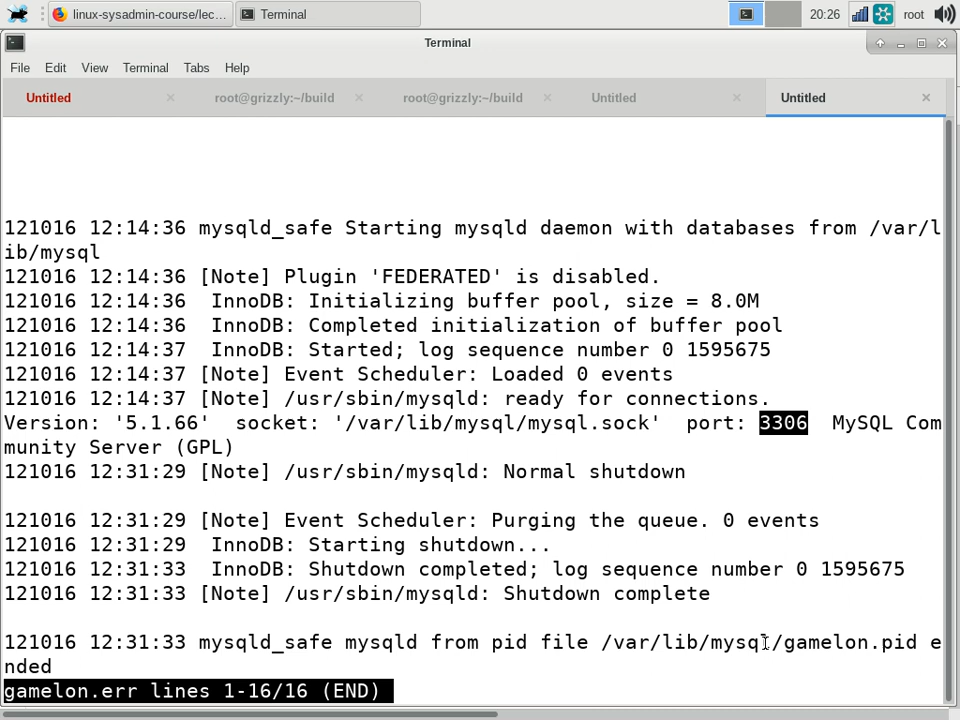 linux-sysadmin-course/lec...
Terminal
20:26
root
Terminal
File Edit View Terminal Tabs Help
Untitled
root@grizzly:~/build
root@grizzly:~/build
Untitled
Untitled
121016 12:14:36 mysqld_safe Starting mysqld daemon with databases from /var/l
ib/mysql
121016 12:14:36 [Note] Plugin 'FEDERATED' is disabled.
121016 12:14:36  InnoDB: Initializing buffer pool, size = 8.0M
121016 12:14:36  InnoDB: Completed initialization of buffer pool
121016 12:14:37  InnoDB: Started; log sequence number 0 1595675
121016 12:14:37 [Note] Event Scheduler: Loaded 0 events
121016 12:14:37 [Note] /usr/sbin/mysqld: ready for connections.
Version: '5.1.66'  socket: '/var/lib/mysql/mysql.sock'  port: 3306  MySQL Com
munity Server (GPL)
121016 12:31:29 [Note] /usr/sbin/mysqld: Normal shutdown
121016 12:31:29 [Note] Event Scheduler: Purging the queue. 0 events
121016 12:31:29  InnoDB: Starting shutdown...
121016 12:31:33  InnoDB: Shutdown completed; log sequence number 0 1595675
121016 12:31:33 [Note] /usr/sbin/mysqld: Shutdown complete
121016 12:31:33 mysqld_safe mysqld from pid file /var/lib/mysql/gamelon.pid e
nded
gamelon.err lines 1-16/16 (END)